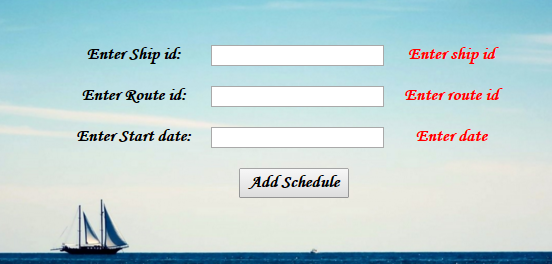 Enter Ship id: Enter ship id
Enter Route id: Enter route id
Enter Start date: Enter date
Add Schedule